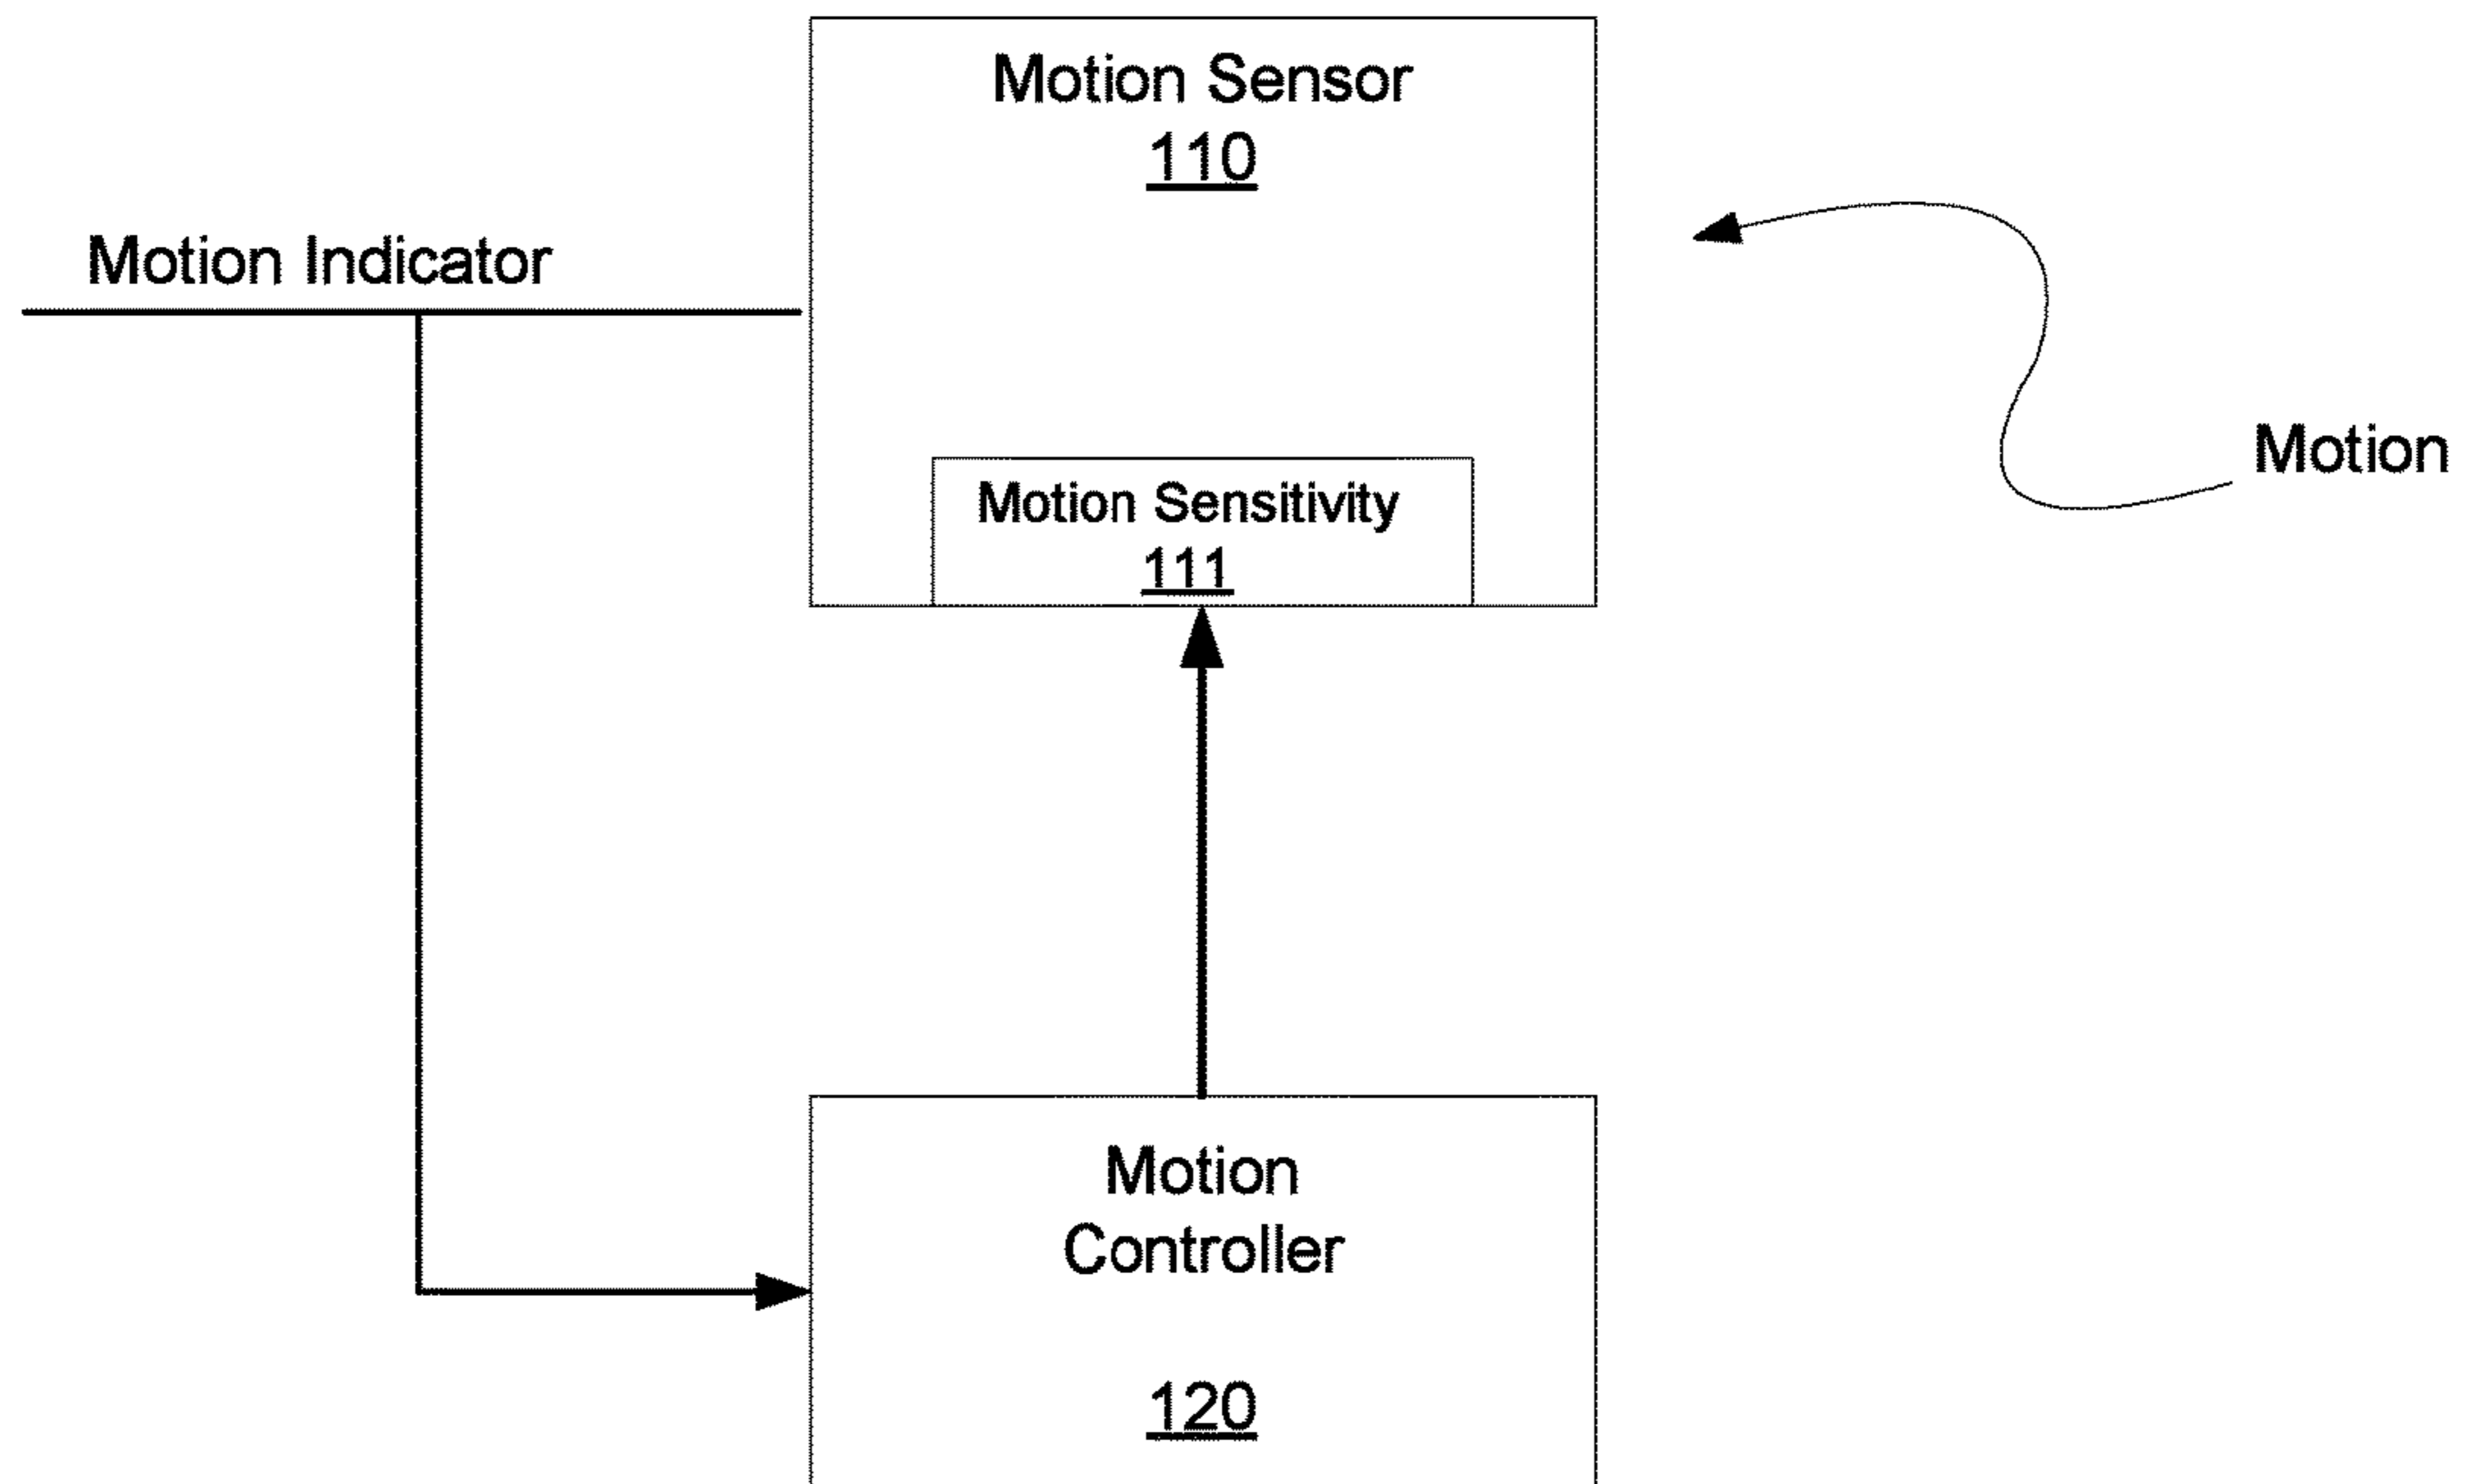 Motion Sensor
110
Motion Indicator
Motion
Motion Sensitivity
111
Motion
Controller
120